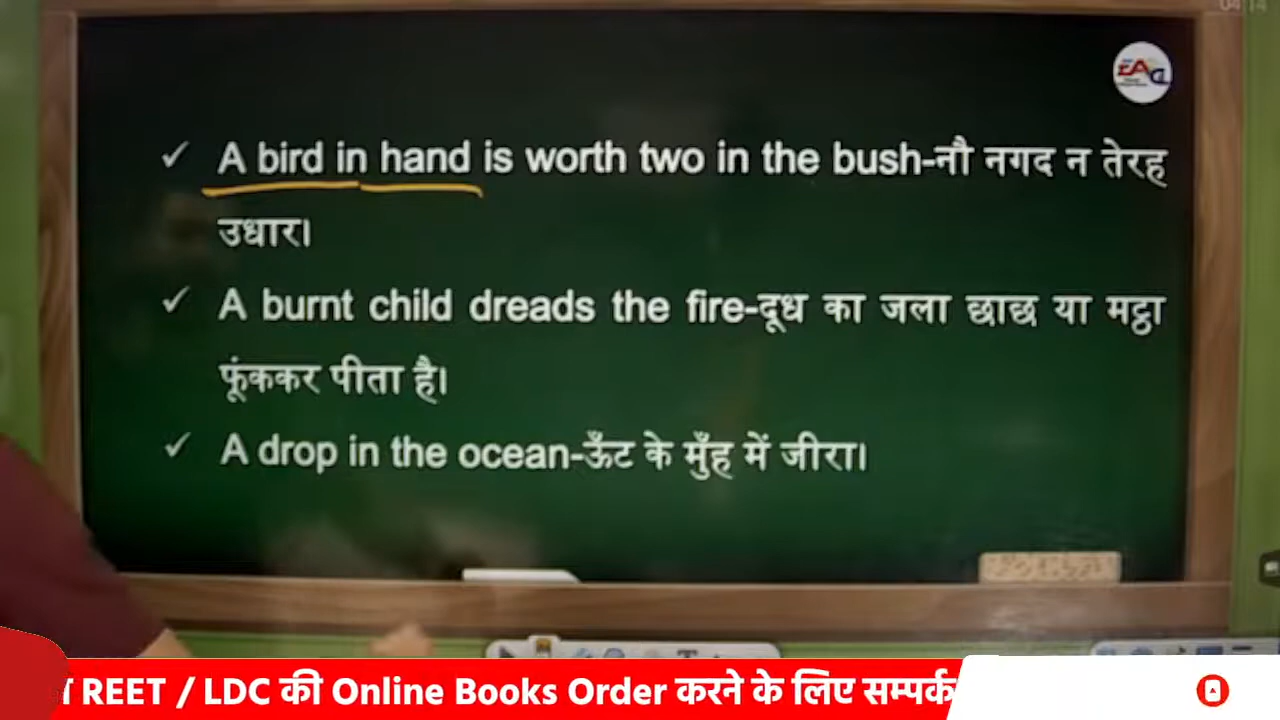 ✓ A bird in hand is worth two in the bush-नौ नगद न तेरह
उधार।
✓ A burnt child dreads the fire-दूध का जला छाछ या मट्ठा
फूंककर पीता है।
✓ A drop in the ocean-ऊँट के मुँह में जीरा।
REET / LDC की Online Books Order करने के लिए सम्पर्क